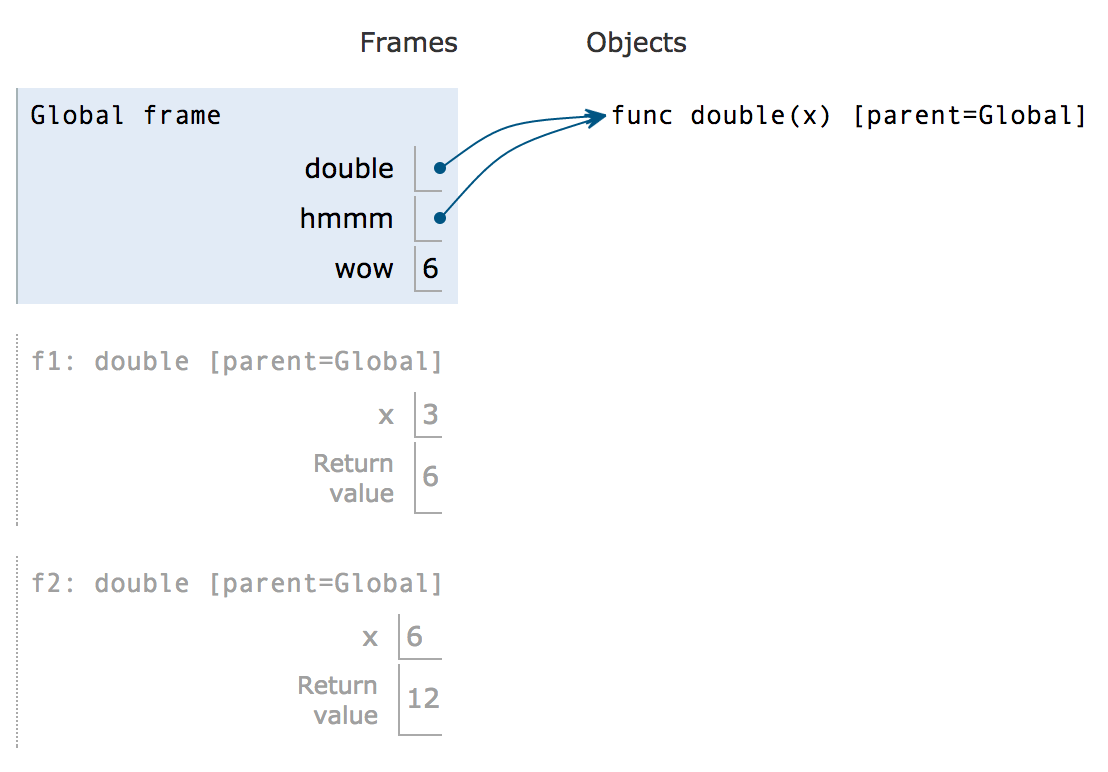 Frames Objects
Global frame func double(x) [parent=Global]
double
hmmm
wow 6
f1: double [parent=Global]
x 3
Return
value 6
f2: double [parent=Global]
x 6
Return
value 12